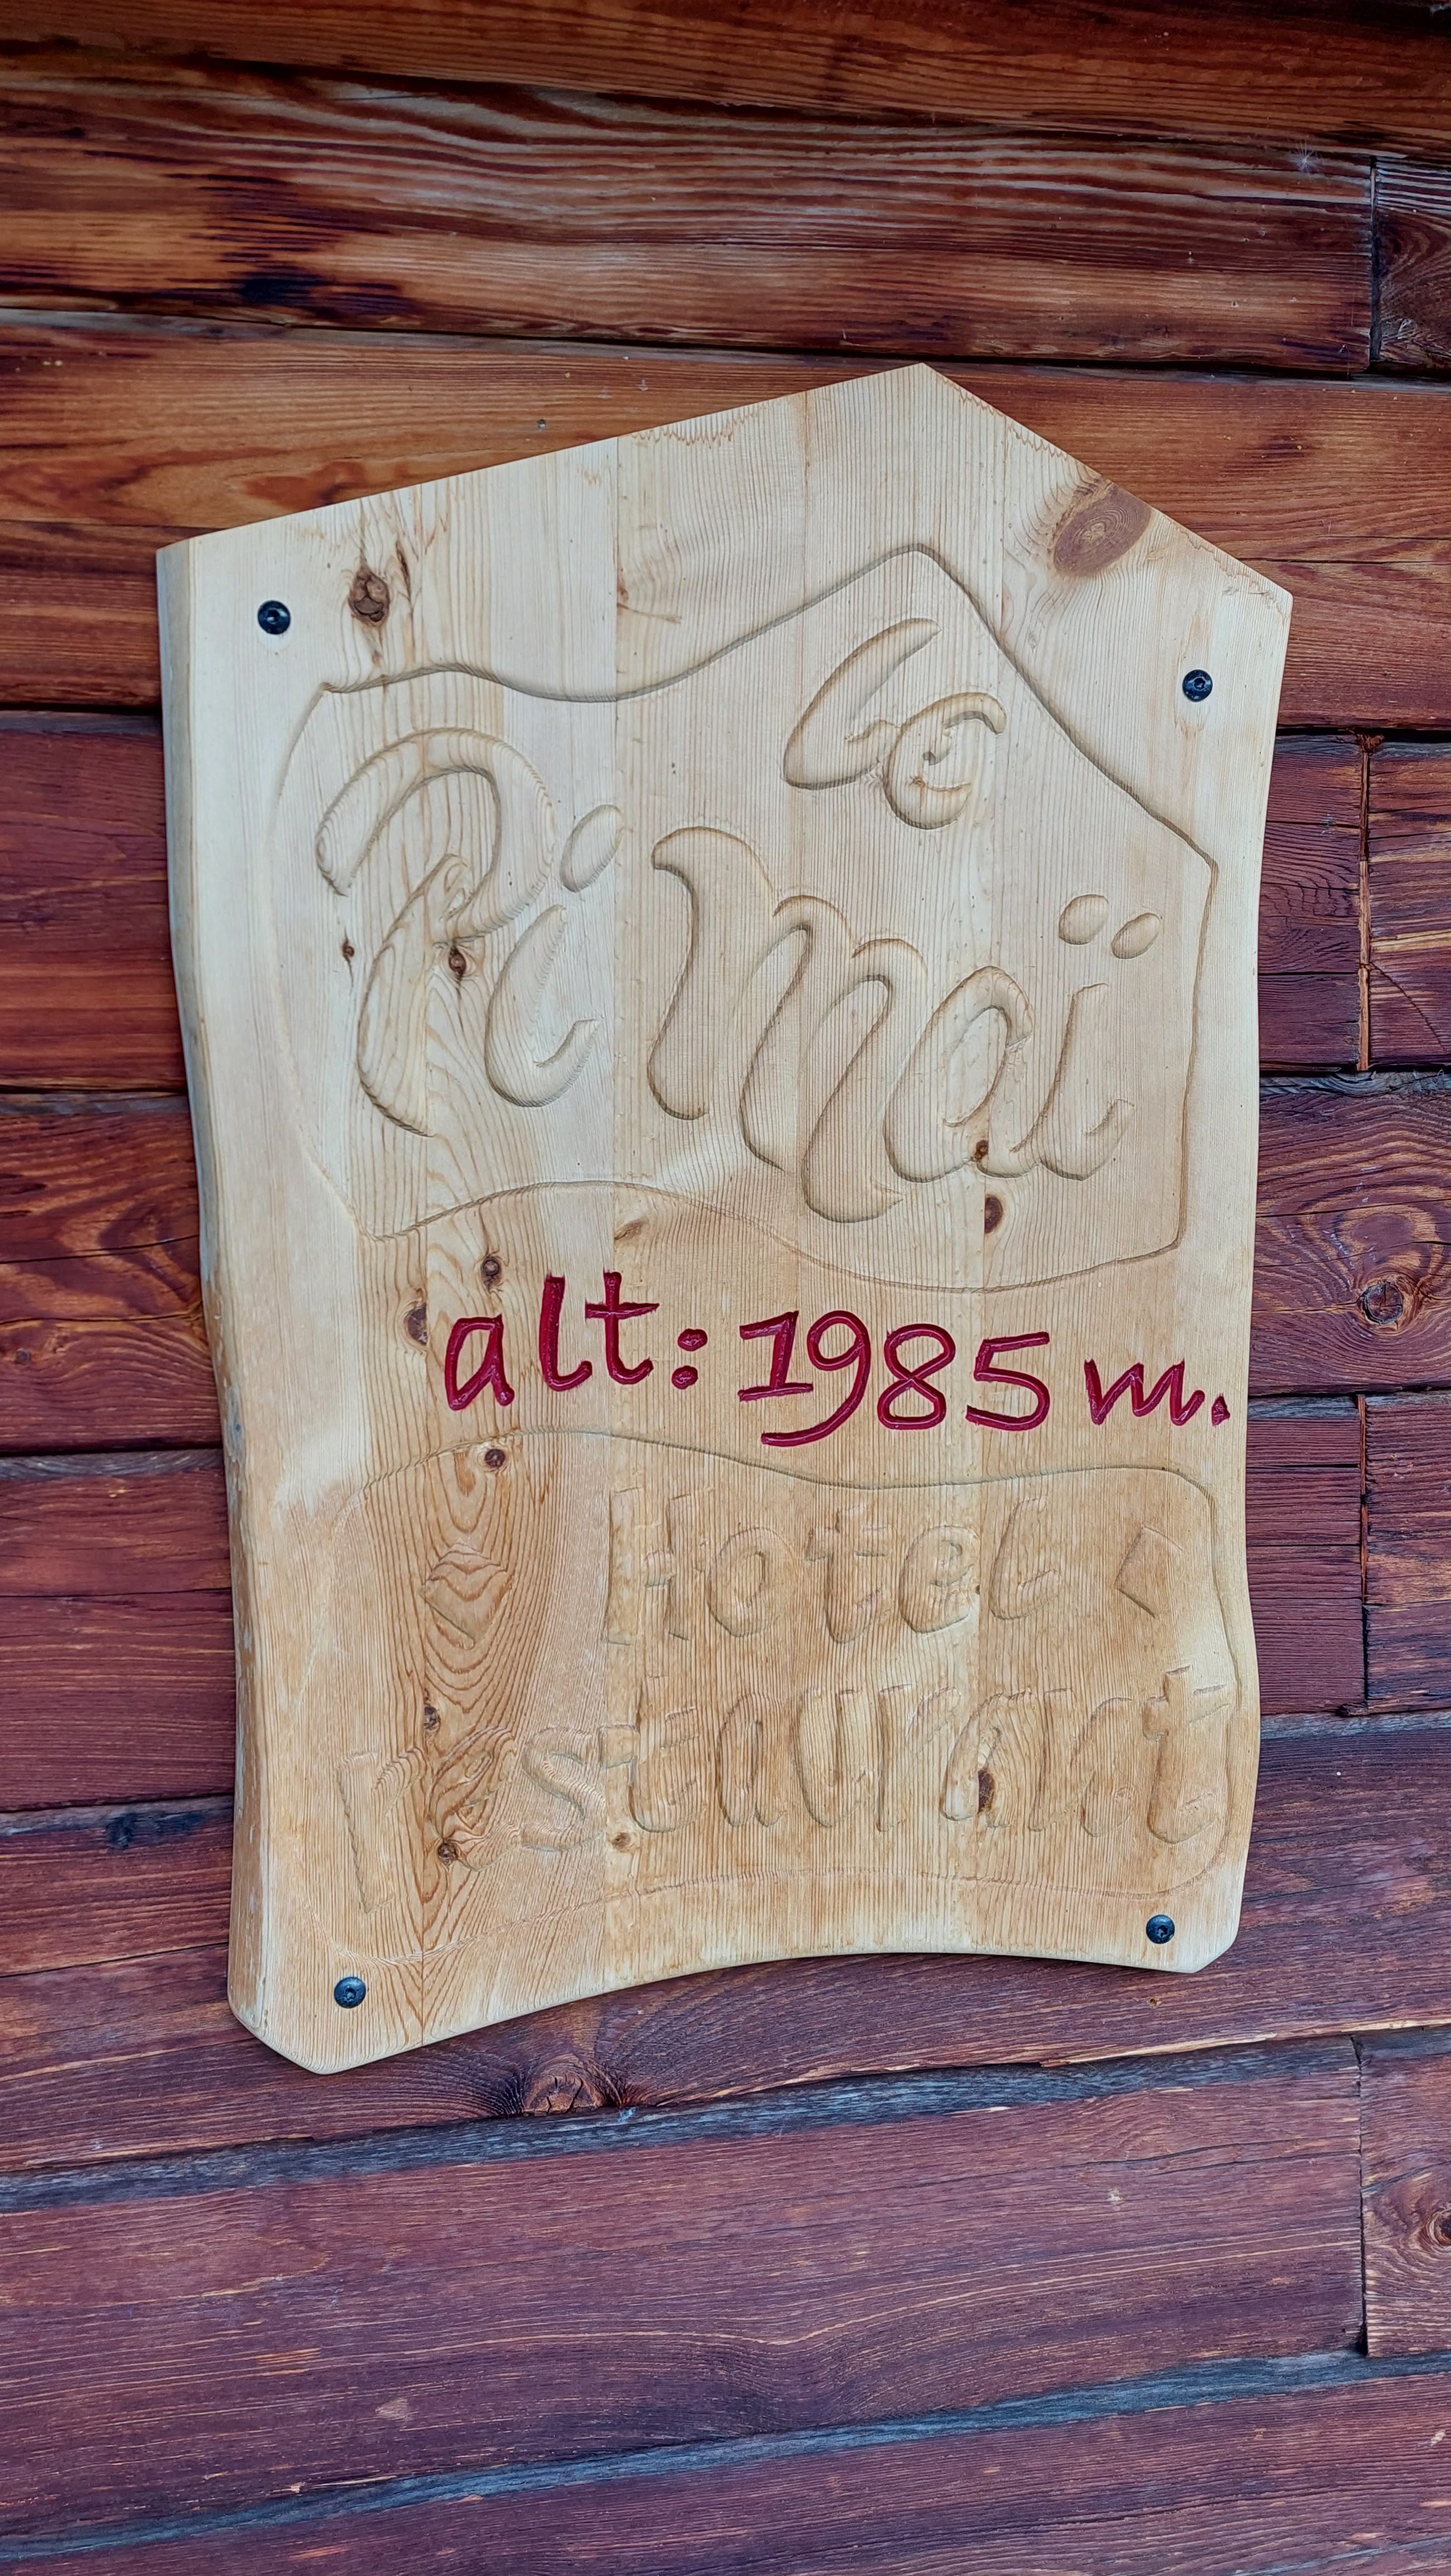 Le
Pi Maï
alt: 1985 m.
Hotel
restaurant